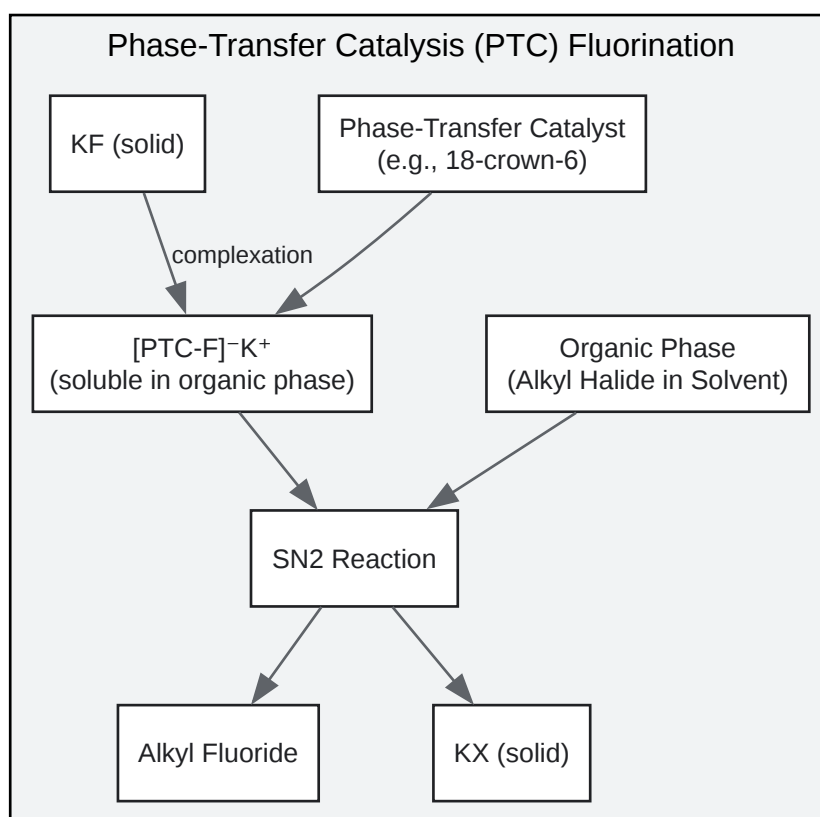 Phase-Transfer Catalysis (PTC) Fluorination
KF (solid)
Phase-Transfer Catalyst
(e.g., 18-crown-6)
complexation
[PTC-F]⁻K⁺
(soluble in organic phase)
Organic Phase
(Alkyl Halide in Solvent)
SN2 Reaction
Alkyl Fluoride
KX (solid)